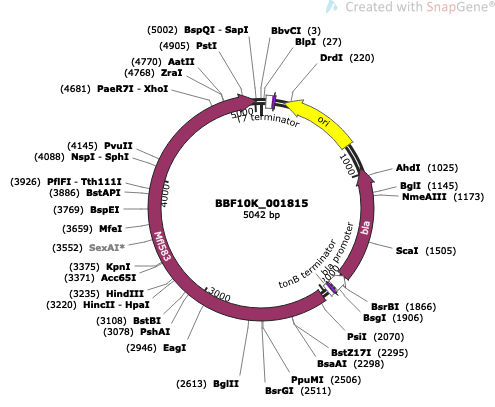 Created with SnapGene®
(5002) BspQI - SapI
(4905) PstI
(4770) AatII
(4768) ZraI
(4681) PaeR7I - XhoI
(4145) PvuII
(4088) NspI - SphI
(3926) PflFI - Tth111I
(3886) BstAPI
(3769) BspEI
(3659) MfeI
(3552) SexAI*
(3375) KpnI
(3371) Acc65I
(3235) HindIII
(3220) HincII - HpaI
(3108) BstBI
(3078) PshAI
(2946) EagI
(2613) BglII
BbvCI (3)
BlpI (27)
DrdI (220)
AhdI (1025)
BglI (1145)
NmeAIII (1173)
ScaI (1505)
BsrBI (1866)
BsgI (1906)
PsiI (2070)
BstZ17I (2295)
BsaAI (2298)
PpuMI (2506)
BsrGI (2511)
T7 terminator
ori
bla
bla promoter
tonB terminator
Mfl583
1000
2000
3000
4000
5000
BBF10K_001815
5042 bp